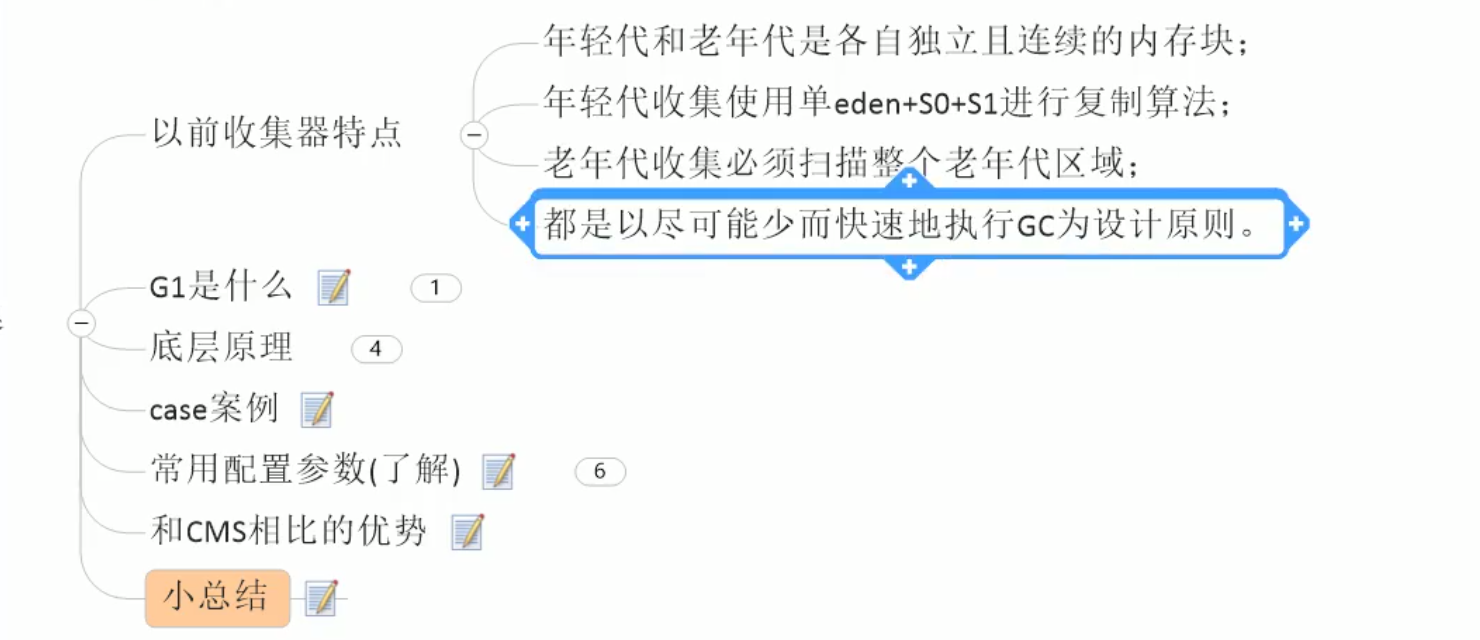 以前收集器特点
年轻代和老年代是各自独立且连续的内存块；
年轻代收集使用单eden+S0+S1进行复制算法；
老年代收集必须扫描整个老年代区域；
都是以尽可能少而快速地执行GC为设计原则。
G1是什么 1
底层原理 4
case案例
常用配置参数(了解) 6
和CMS相比的优势
小总结